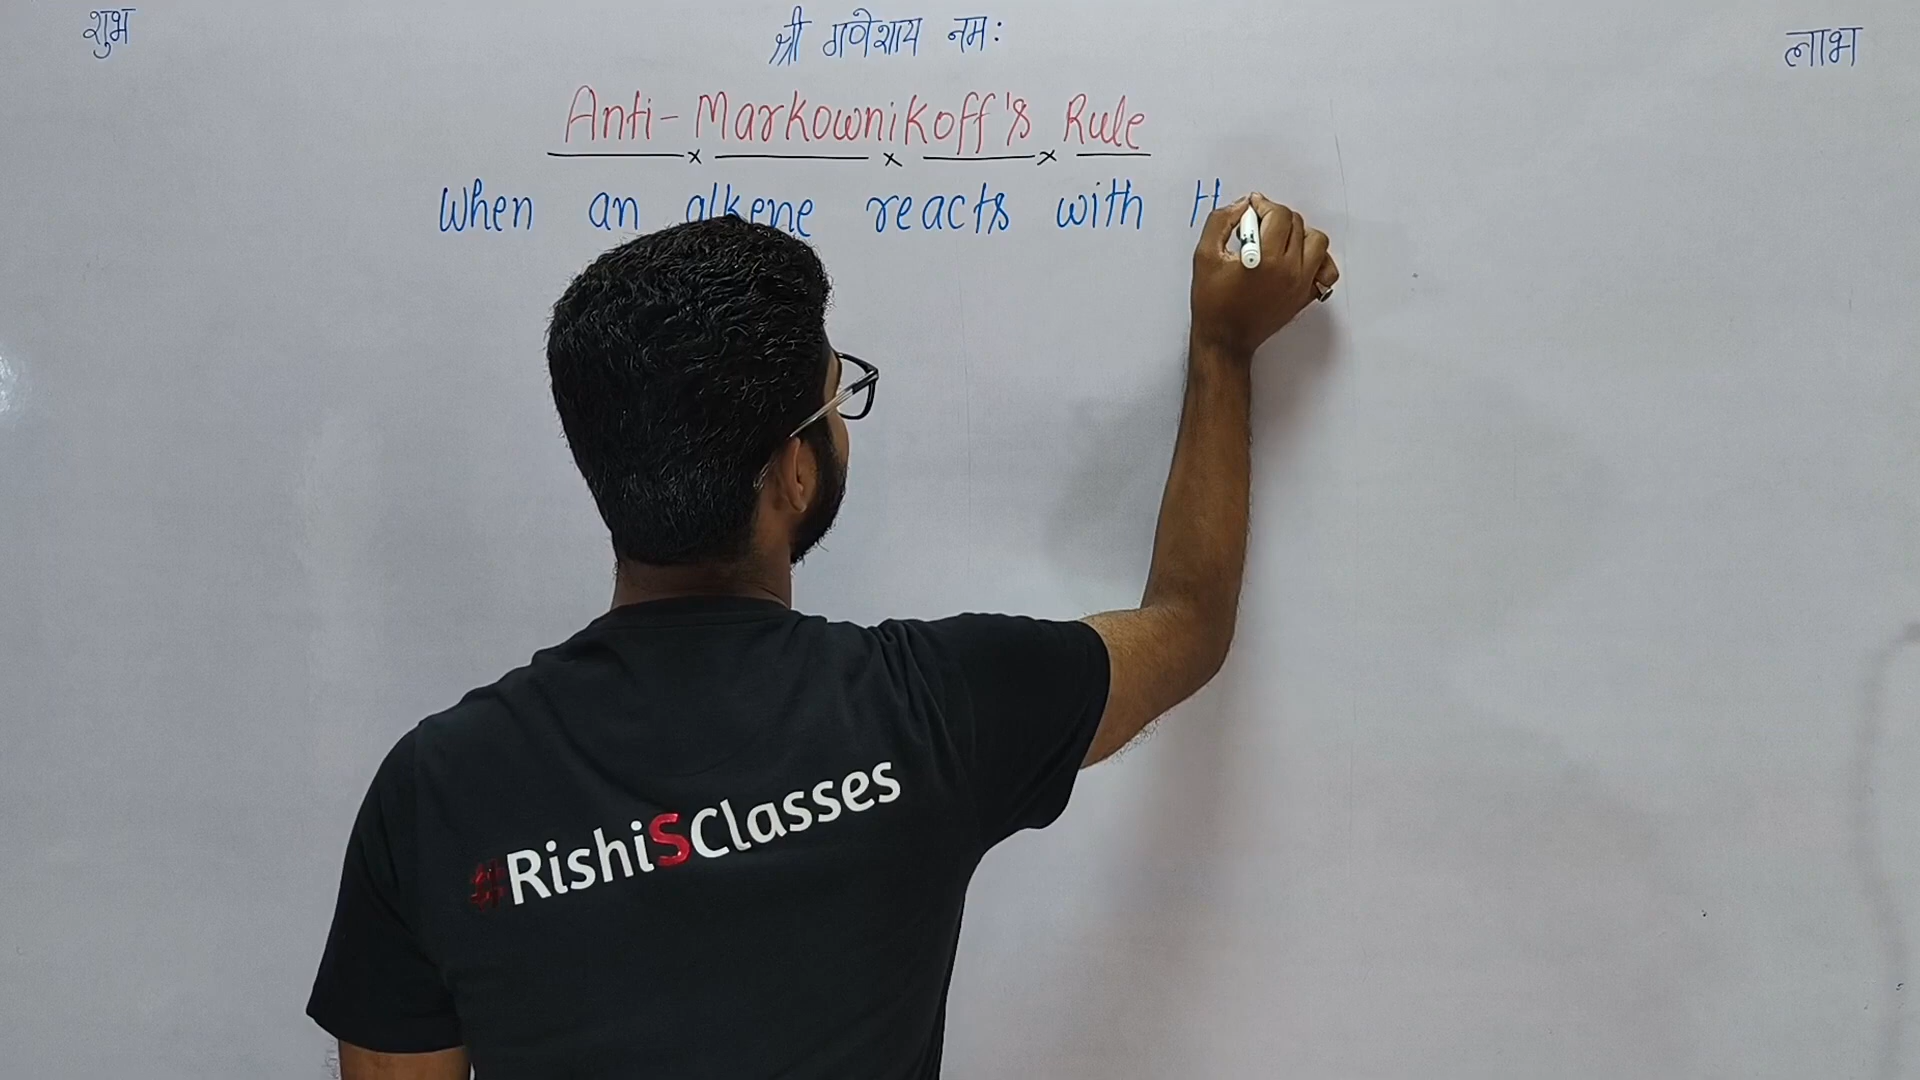 शुभ श्री गणेशाय नमः लाभ
Anti-Markownikoff's Rule
When an alkene reacts with H
#RishiSClasses